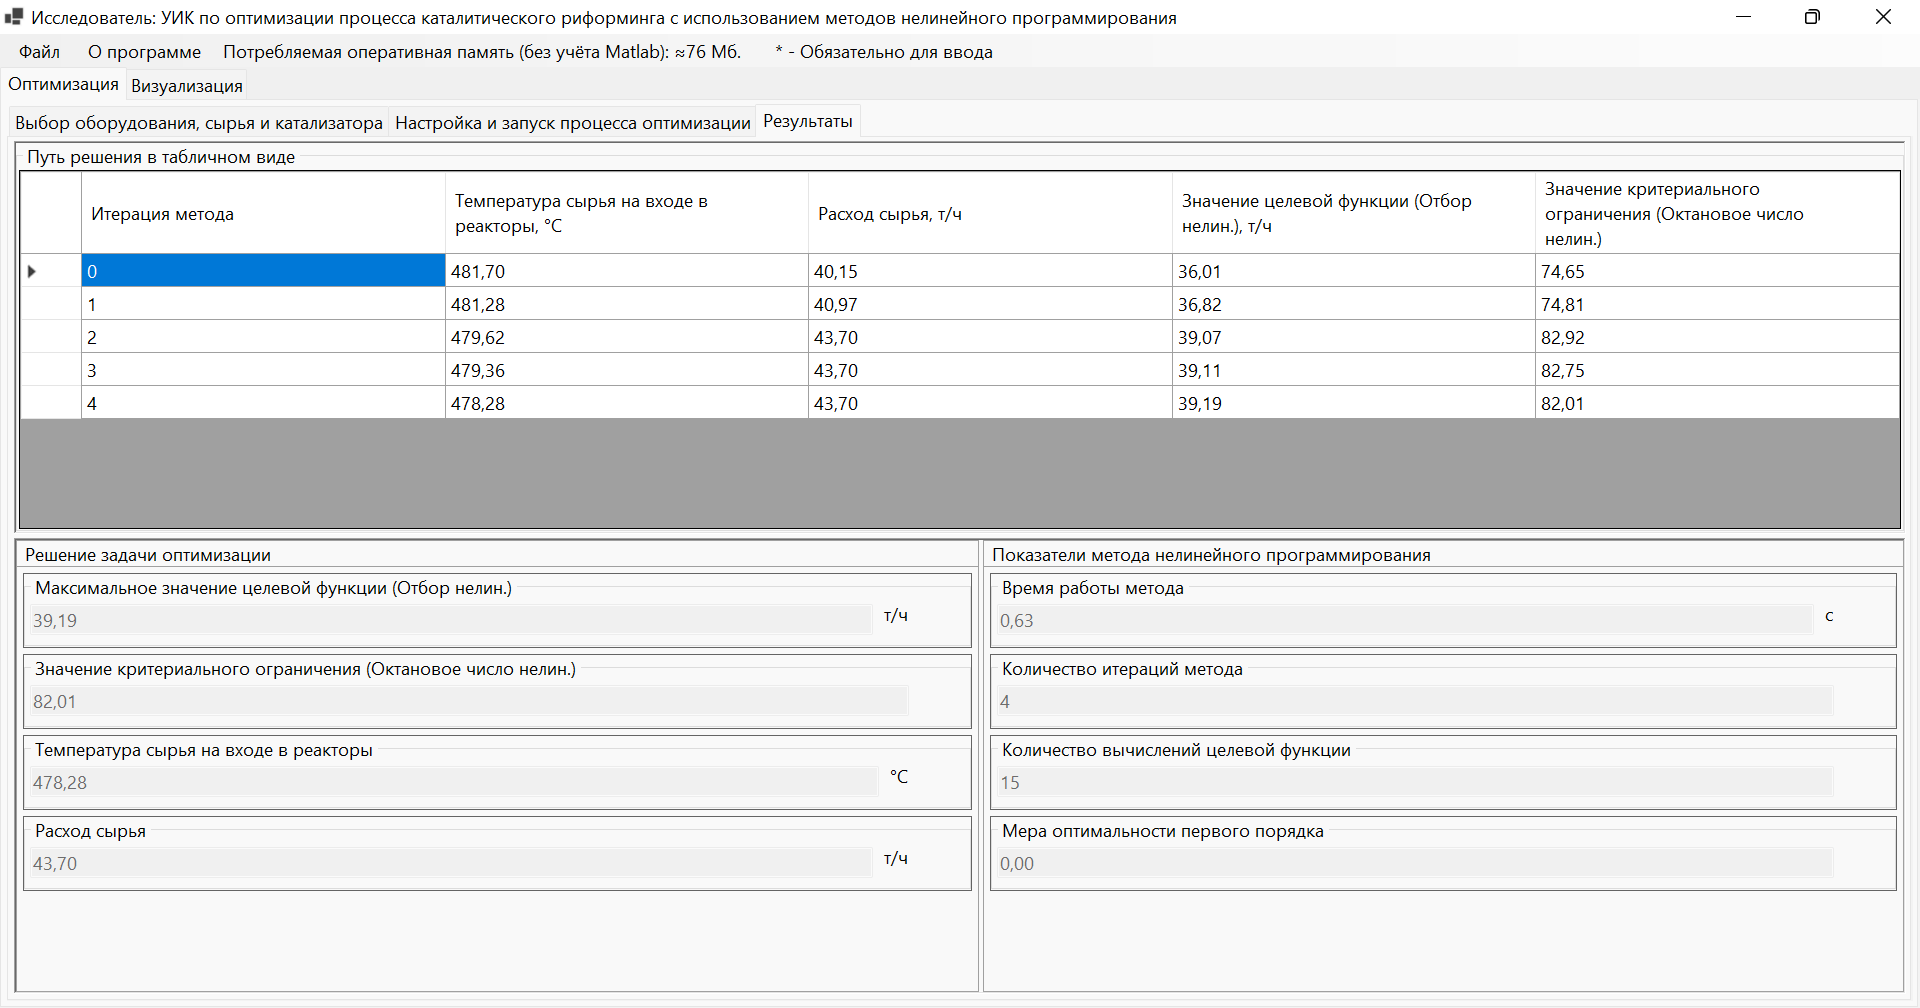 Исследователь: УИК по оптимизации процесса каталитического риформинга с использованием методов нелинейного программирования
Файл О программе Потребляемая оперативная память (без учёта Matlab): ≈76 Мб. * - Обязательно для ввода
Оптимизация Визуализация
Выбор оборудования, сырья и катализатора Настройка и запуск процесса оптимизации Результаты
Путь решения в табличном виде
Итерация метода
Температура сырья на входе в
реакторы, °C
Расход сырья, т/ч
Значение целевой функции (Отбор
нелин.), т/ч
Значение критериального
ограничения (Октановое число
нелин.)
0 481,70 40,15 36,01 74,65
1 481,28 40,97 36,82 74,81
2 479,62 43,70 39,07 82,92
3 479,36 43,70 39,11 82,75
4 478,28 43,70 39,19 82,01
Решение задачи оптимизации
Максимальное значение целевой функции (Отбор нелин.)
39,19 т/ч
Значение критериального ограничения (Октановое число нелин.)
82,01
Температура сырья на входе в реакторы
478,28 °C
Расход сырья
43,70 т/ч
Показатели метода нелинейного программирования
Время работы метода
0,63 с
Количество итераций метода
4
Количество вычислений целевой функции
15
Мера оптимальности первого порядка
0,00